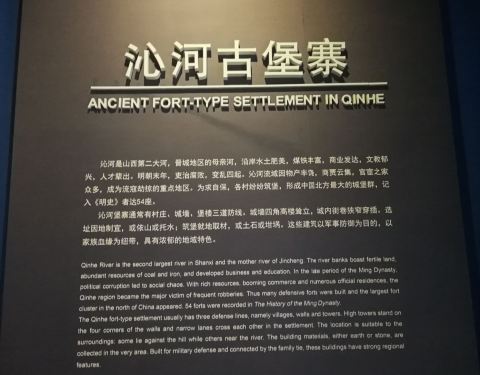 沁河古堡寨
ANCIENT FORT-TYPE SETTLEMENT IN QINHE
沁河是山西第二大河，晋城地区的母亲河，沿岸水土肥美，煤铁丰富，商业发达，文教郁
兴，人才辈出。明朝末年，吏治腐败，变乱四起。沁河流域因物产丰饶，商贾云集，官宦之家
众多，成为流寇劫掠的重点地区。为求自保，各村纷纷筑堡，形成中国北方最大的城堡群，记
入《明史》者达54座。
沁河堡寨通常有村庄、城墙、堡楼三道防线。城墙四角高楼耸立，城内街巷狭窄穿插。选
址因地制宜，或依山或托水；筑堡就地取材，或土石或坩埚。这些建筑以军事防御为目的，以
家族血缘为纽带，具有浓郁的地域特色。
Qinhe River is the second largest river in Shanxi and the mother river of Jincheng. The river banks boast fertile land,
abundant resources of coal and iron, and developed business and education. In the late period of the Ming Dynasty,
political corruption led to social chaos. With rich resources, booming commerce and numerous official residences, the
Qinhe region became the major victim of frequent robberies. Thus many defensive forts were built and the largest fort
cluster in the north of China appeared. 54 forts were recorded in The History of the Ming Dynasty.
The Qinhe fort-type settlement usually has three defense lines, namely villages, walls and towers. High towers stand on
the four corners of the walls and narrow lanes cross each other in the settlement. The location is suitable to the
surroundings: some lie against the hill while others near the river. The building materials, either earth or stone, are
collected in the very area. Built for military defense and connected by the family tie, these buildings have strong regional
features.